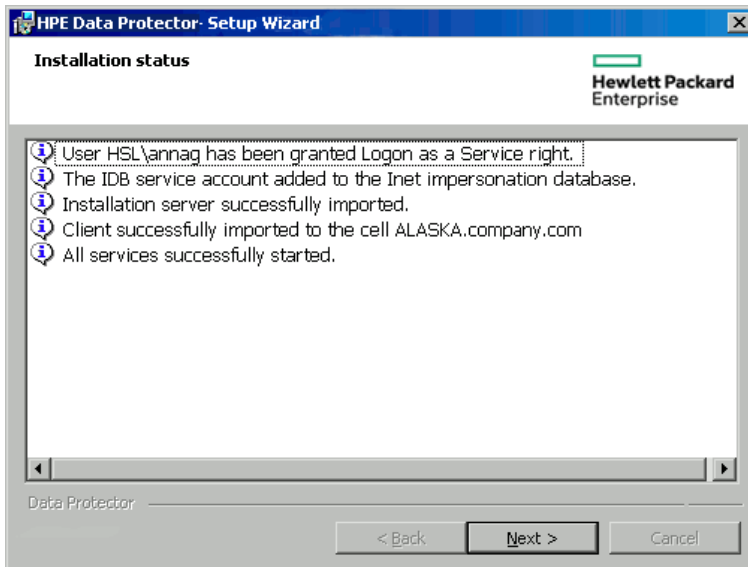 HPE Data Protector- Setup Wizard
Installation status
Hewlett Packard
Enterprise
User HSL\annag has been granted Logon as a Service right.
The IDB service account added to the Inet impersonation database.
Installation server successfully imported.
Client successfully imported to the cell ALASKA.company.com
All services successfully started.
Data Protector
< Back
Next >
Cancel